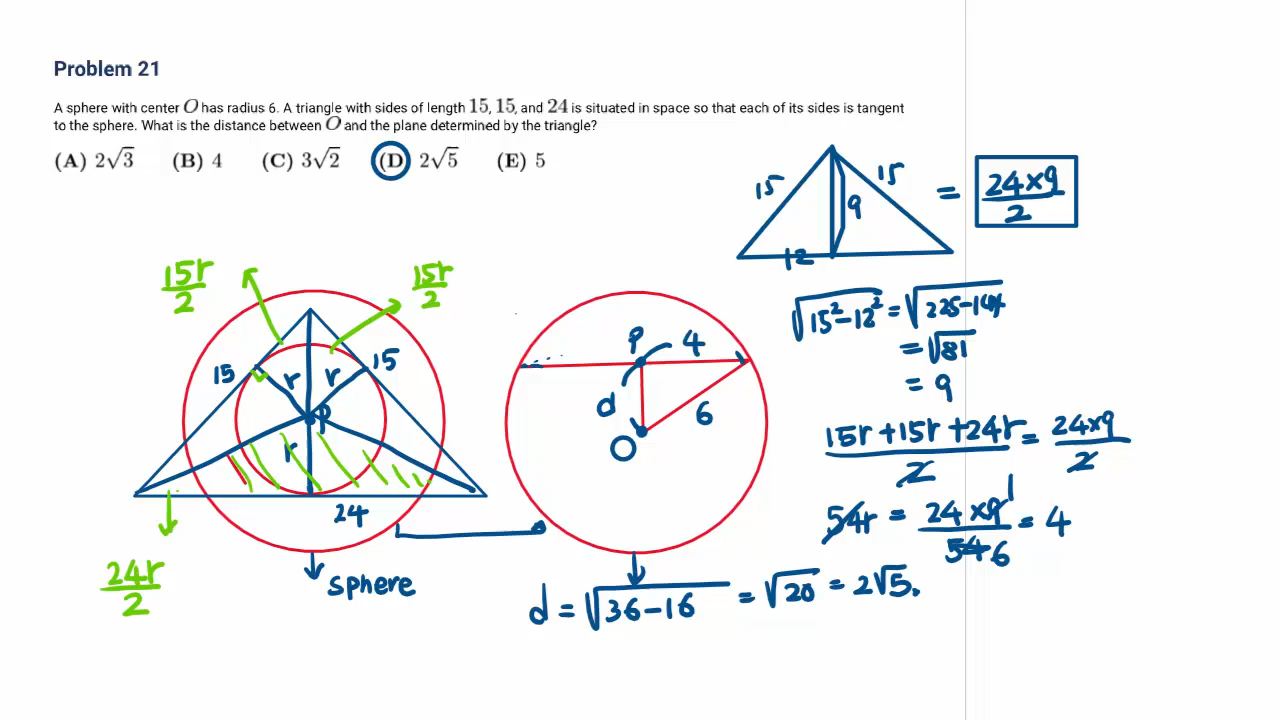 Problem 21
A sphere with center O has radius 6. A triangle with sides of length 15, 15, and 24 is situated in space so that each of its sides is tangent
to the sphere. What is the distance between O and the plane determined by the triangle?
(A) 2√3 (B) 4 (C) 3√2 (D) 2√5 (E) 5
15 15 9 12 = 24×9/2
√15²-12² = √225-144
= √81
= 9
15r+15r+24r/2 = 24×9/2
54r = 24×9/54 6 = 4
1
15r/2
15r/2
15 r r 15
P
r
24
24r/2
sphere
P 4
d 6
O
d = √36-16 = √20 = 2√5.